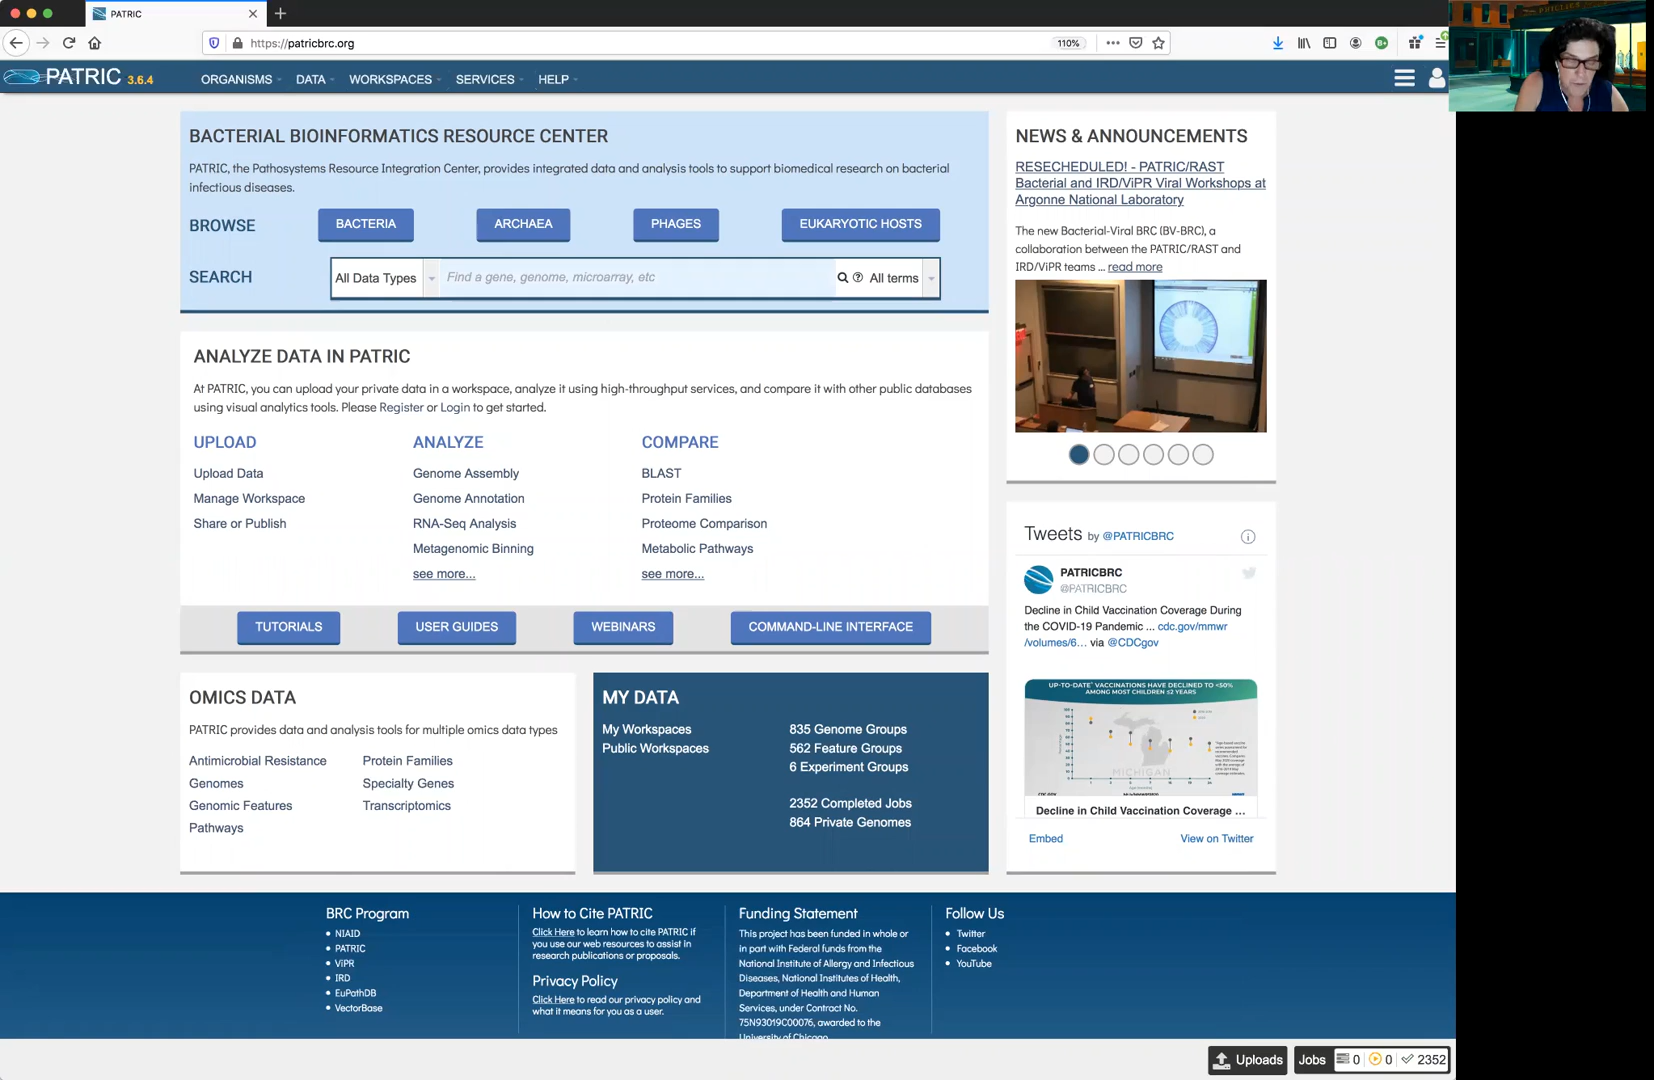 PATRIC
https://patricbrc.org
110%
PATRIC 3.6.4
ORGANISMS
DATA
WORKSPACES
SERVICES
HELP
BACTERIAL BIOINFORMATICS RESOURCE CENTER
PATRIC, the Pathosystems Resource Integration Center, provides integrated data and analysis tools to support biomedical research on bacterial
infectious diseases.
BROWSE
BACTERIA
ARCHAEA
PHAGES
EUKARYOTIC HOSTS
SEARCH
All Data Types
Find a gene, genome, microarray, etc
All terms
ANALYZE DATA IN PATRIC
At PATRIC, you can upload your private data in a workspace, analyze it using high-throughput services, and compare it with other public databases
using visual analytics tools. Please Register or Login to get started.
UPLOAD
Upload Data
Manage Workspace
Share or Publish
ANALYZE
Genome Assembly
Genome Annotation
RNA-Seq Analysis
Metagenomic Binning
see more...
COMPARE
BLAST
Protein Families
Proteome Comparison
Metabolic Pathways
see more...
TUTORIALS
USER GUIDES
WEBINARS
COMMAND-LINE INTERFACE
OMICS DATA
PATRIC provides data and analysis tools for multiple omics data types
Antimicrobial Resistance
Genomes
Genomic Features
Pathways
Protein Families
Specialty Genes
Transcriptomics
MY DATA
My Workspaces
Public Workspaces
835 Genome Groups
562 Feature Groups
6 Experiment Groups
2352 Completed Jobs
864 Private Genomes
NEWS & ANNOUNCEMENTS
RESECHEDULED! - PATRIC/RAST
Bacterial and IRD/ViPR Viral Workshops at
Argonne National Laboratory
The new Bacterial-Viral BRC (BV-BRC), a
collaboration between the PATRIC/RAST and
IRD/ViPR teams ... read more
Tweets by @PATRICBRC
PATRICBRC
@PATRICBRC
Decline in Child Vaccination Coverage During
the COVID-19 Pandemic ... cdc.gov/mmwr
/volumes/6... via @CDCgov
UP-TO-DATE* VACCINATIONS HAVE DECLINED TO <50%
AMONG MOST CHILDREN ≤2 YEARS
MICHIGAN
Decline in Child Vaccination Coverage ...
Embed
View on Twitter
BRC Program
NIAID
PATRIC
ViPR
IRD
EuPathDB
VectorBase
How to Cite PATRIC
Click Here to learn how to cite PATRIC if
you use our web resources to assist in
research publications or proposals.
Privacy Policy
Click Here to read our privacy policy and
what it means for you as a user.
Funding Statement
This project has been funded in whole or
in part with Federal funds from the
National Institute of Allergy and Infectious
Diseases, National Institutes of Health,
Department of Health and Human
Services, under Contract No.
75N93019C00076, awarded to the
University of Chicago
Follow Us
Twitter
Facebook
YouTube
Uploads
Jobs 0 0 2352